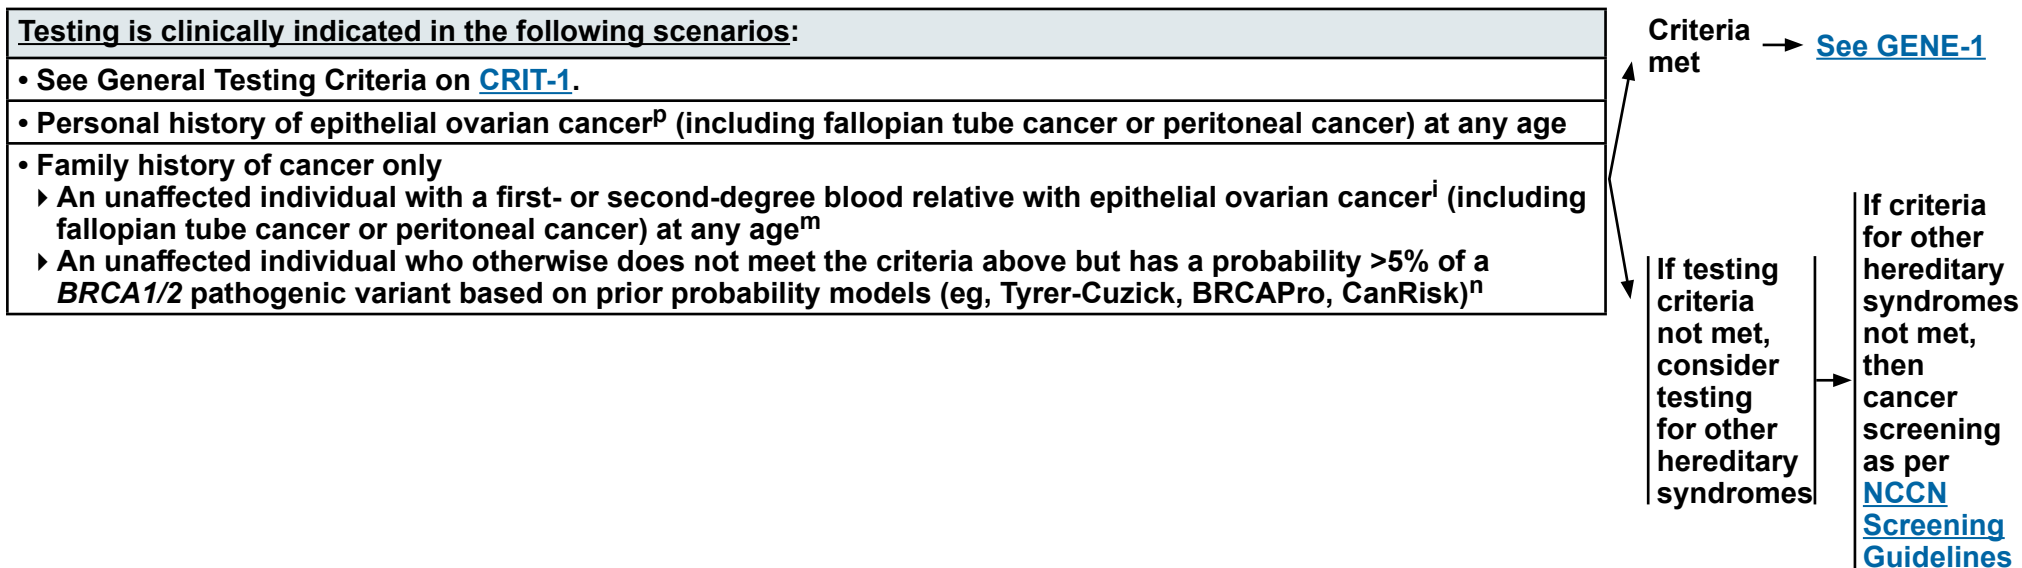 Testing is clinically indicated in the following scenarios:
• See General Testing Criteria on CRIT-1.
• Personal history of epithelial ovarian cancerᵖ (including fallopian tube cancer or peritoneal cancer) at any age
• Family history of cancer only
▸ An unaffected individual with a first- or second-degree blood relative with epithelial ovarian cancerⁱ (including
fallopian tube cancer or peritoneal cancer) at any ageᵐ
▸ An unaffected individual who otherwise does not meet the criteria above but has a probability >5% of a
BRCA1/2 pathogenic variant based on prior probability models (eg, Tyrer-Cuzick, BRCAPro, CanRisk)ⁿ
Criteria
met
See GENE-1
If testing
criteria
not met,
consider
testing
for other
hereditary
syndromes
If criteria
for other
hereditary
syndromes
not met,
then
cancer
screening
as per
NCCN
Screening
Guidelines